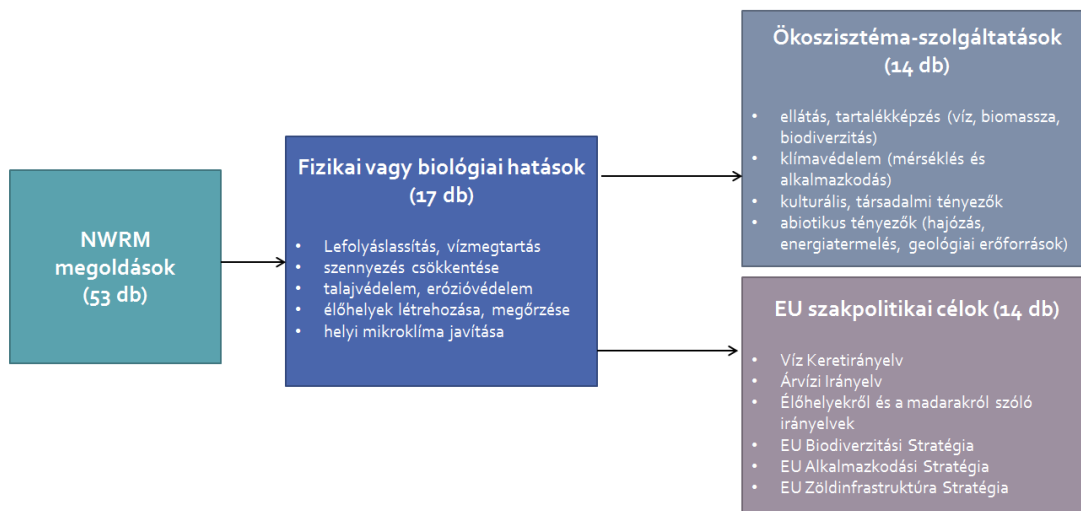 NWRM
megoldások
(53 db)
Fizikai vagy biológiai hatások
(17 db)
• Lefolyáslassítás, vízmegtartás
• szennyezés csökkentése
• talajvédelem, erózióvédelem
• élőhelyek létrehozása, megőrzése
• helyi mikroklíma javítása
Ökoszisztéma-szolgáltatások
(14 db)
• ellátás, tartalékképzés (víz, biomassza,
biodiverzitás)
• klímavédelem (mérséklés és
alkalmazkodás)
• kulturális, társadalmi tényezők
• abiotikus tényezők (hajózás,
energiatermelés, geológiai erőforrások)
EU szakpolitikai célok (14 db)
• Víz Keretirányelv
• Árvízi Irányelv
• Élőhelyekről és a madarakról szóló
irányelvek
• EU Biodiverzitási Stratégia
• EU Alkalmazkodási Stratégia
• EU Zöldinfrastruktúra Stratégia